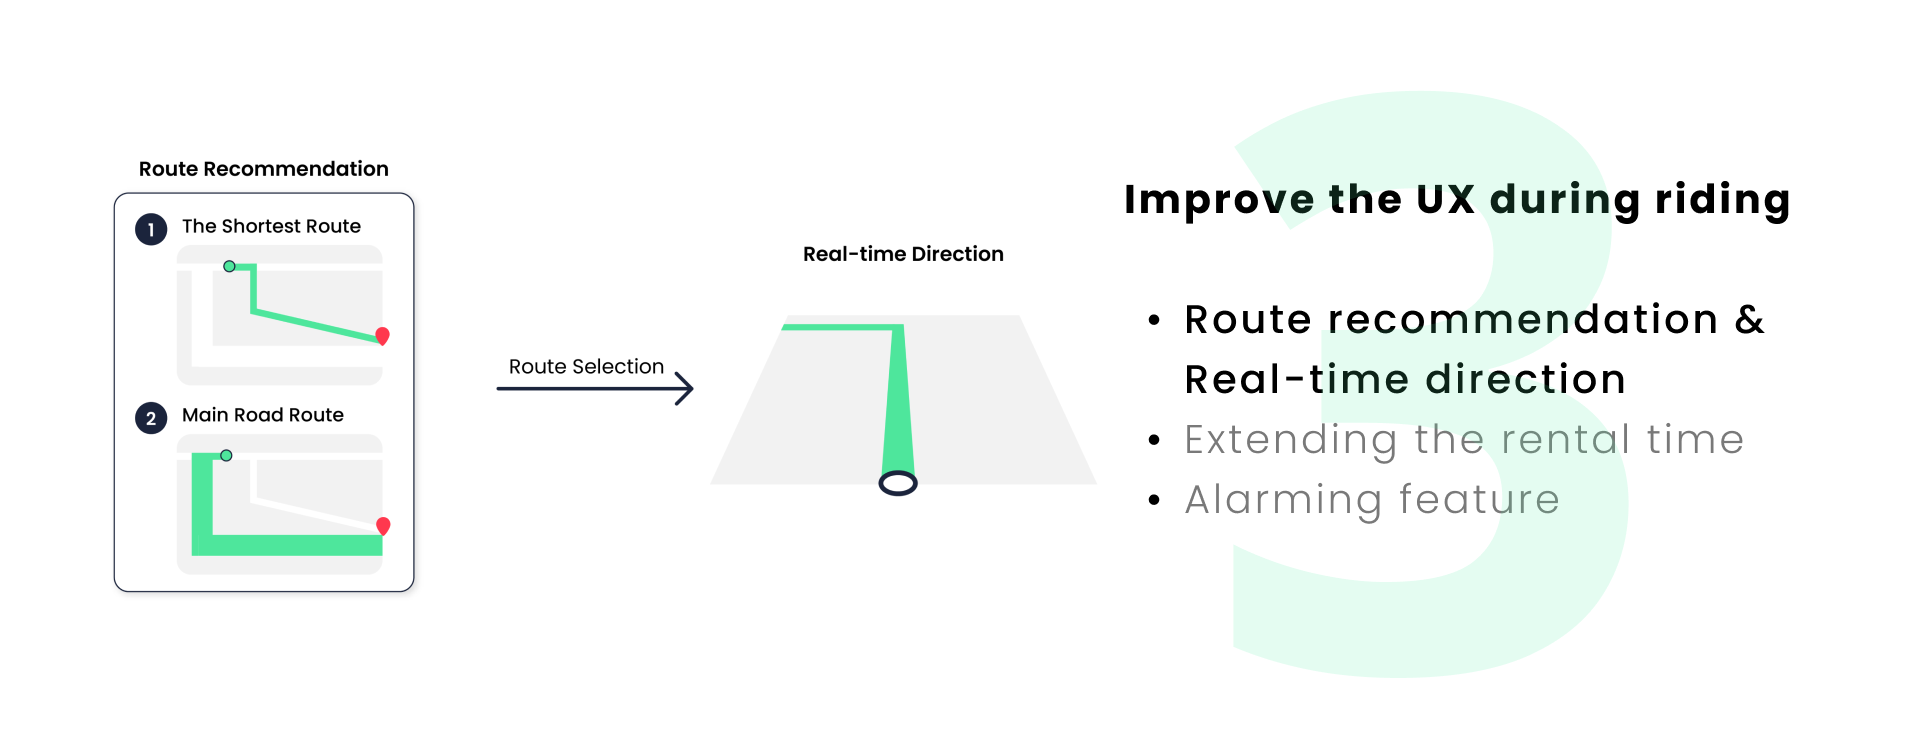 Route Recommendation
1 The Shortest Route
2 Main Road Route
Route Selection
Real-time Direction
3
Improve the UX during riding
• Route recommendation &
Real-time direction
• Extending the rental time
• Alarming feature